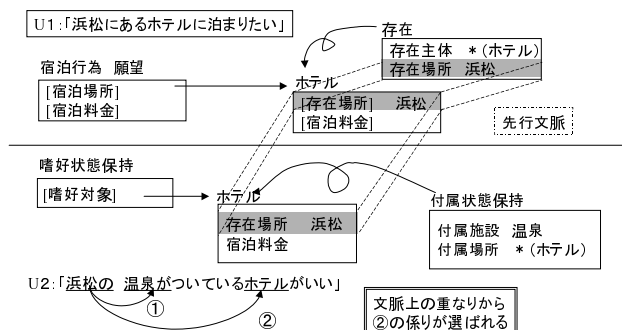 U1:「浜松にあるホテルに泊まりたい」
存在
存在主体 *(ホテル)
存在場所 浜松
宿泊行為 願望
[宿泊場所]
[宿泊料金]
ホテル
[存在場所] 浜松
[宿泊料金]
先行文脈
嗜好状態保持
[嗜好対象]
ホテル
存在場所 浜松
宿泊料金
付属状態保持
付属施設 温泉
付属場所 *(ホテル)
U2:「浜松の 温泉がついているホテルがいい」
①
②
文脈上の重なりから
②の係りが選ばれる